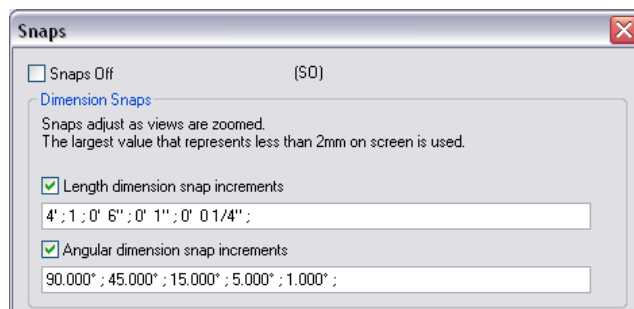 Snaps
Snaps Off (SO)
Dimension Snaps
Snaps adjust as views are zoomed.
The largest value that represents less than 2mm on screen is used.
Length dimension snap increments
4' ; 1 ; 0' 6" ; 0' 1" ; 0' 0 1/4" ;
Angular dimension snap increments
90.000° ; 45.000° ; 15.000° ; 5.000° ; 1.000° ;